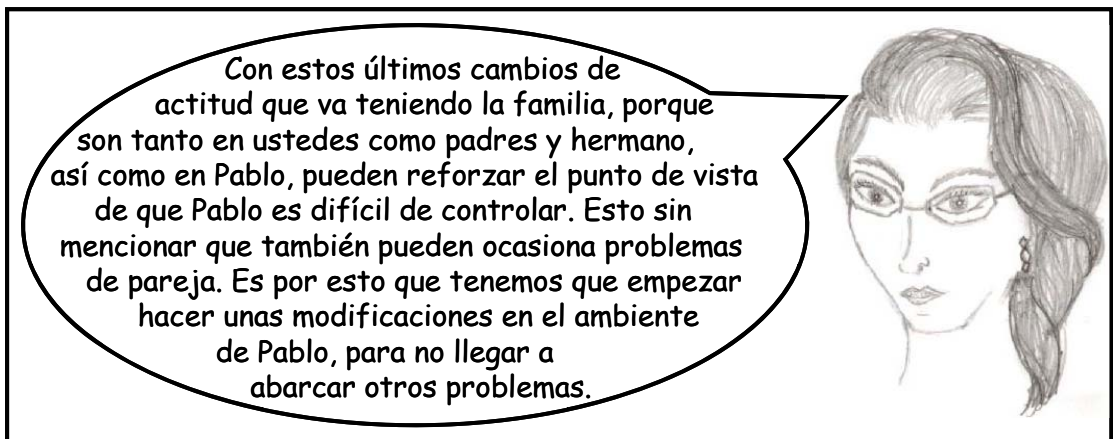 Con estos últimos cambios de
actitud que va teniendo la familia, porque
son tanto en ustedes como padres y hermano,
así como en Pablo, pueden reforzar el punto de vista
de que Pablo es difícil de controlar. Esto sin
mencionar que también pueden ocasiona problemas
de pareja. Es por esto que tenemos que empezar
hacer unas modificaciones en el ambiente
de Pablo, para no llegar a
abarcar otros problemas.